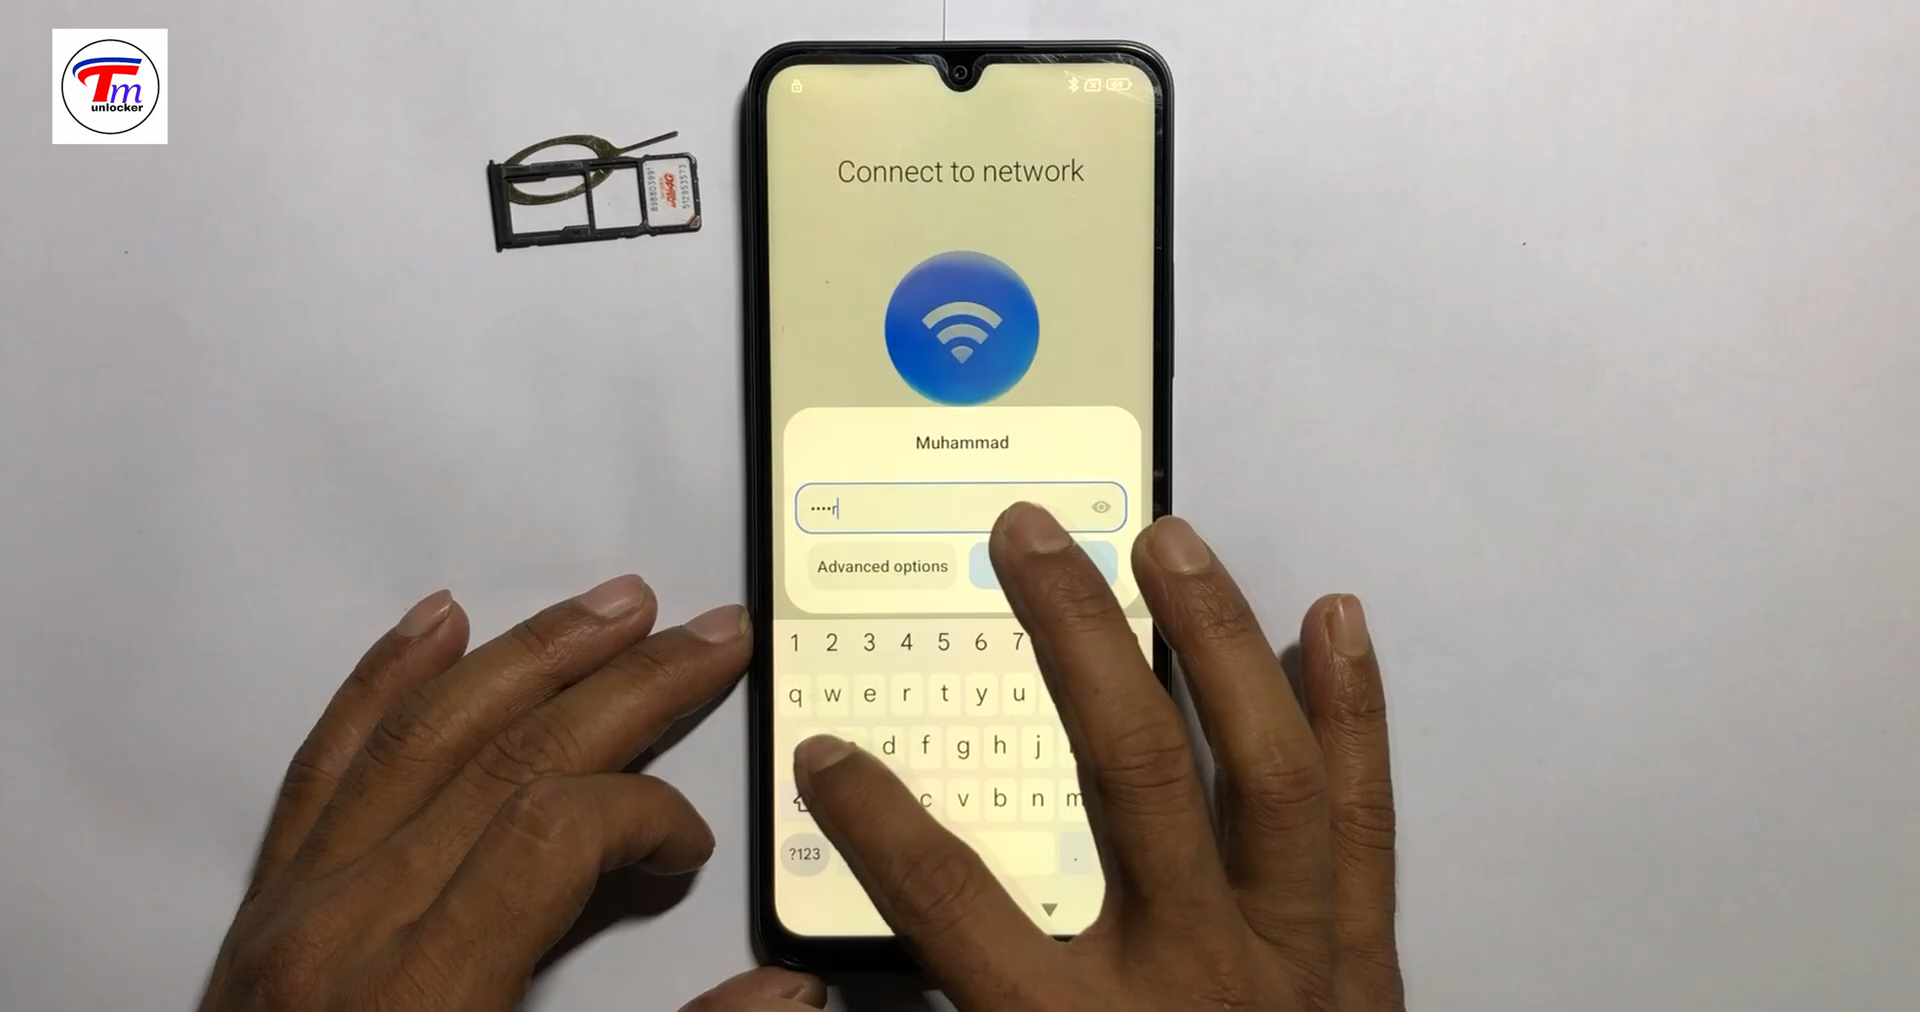 Tm
unlocker
Connect to network
Muhammad
••••r
Advanced options
1 2 3 4 5 6 7
q w e r t y u
d f g h j
c v b n m
?123
.